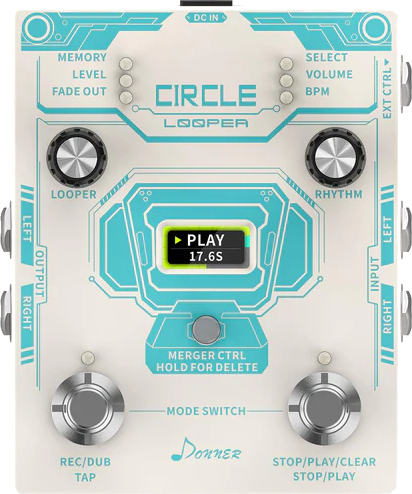 DC IN
MEMORY
LEVEL
FADE OUT
SELECT
VOLUME
BPM
EXT CTRL
CIRCLE
LOOPER
LOOPER
RHYTHM
LEFT
OUTPUT
RIGHT
PLAY
17.6S
LEFT
INPUT
RIGHT
MERGER CTRL
HOLD FOR DELETE
MODE SWITCH
REC/DUB
TAP
DONNER
STOP/PLAY/CLEAR
STOP/PLAY